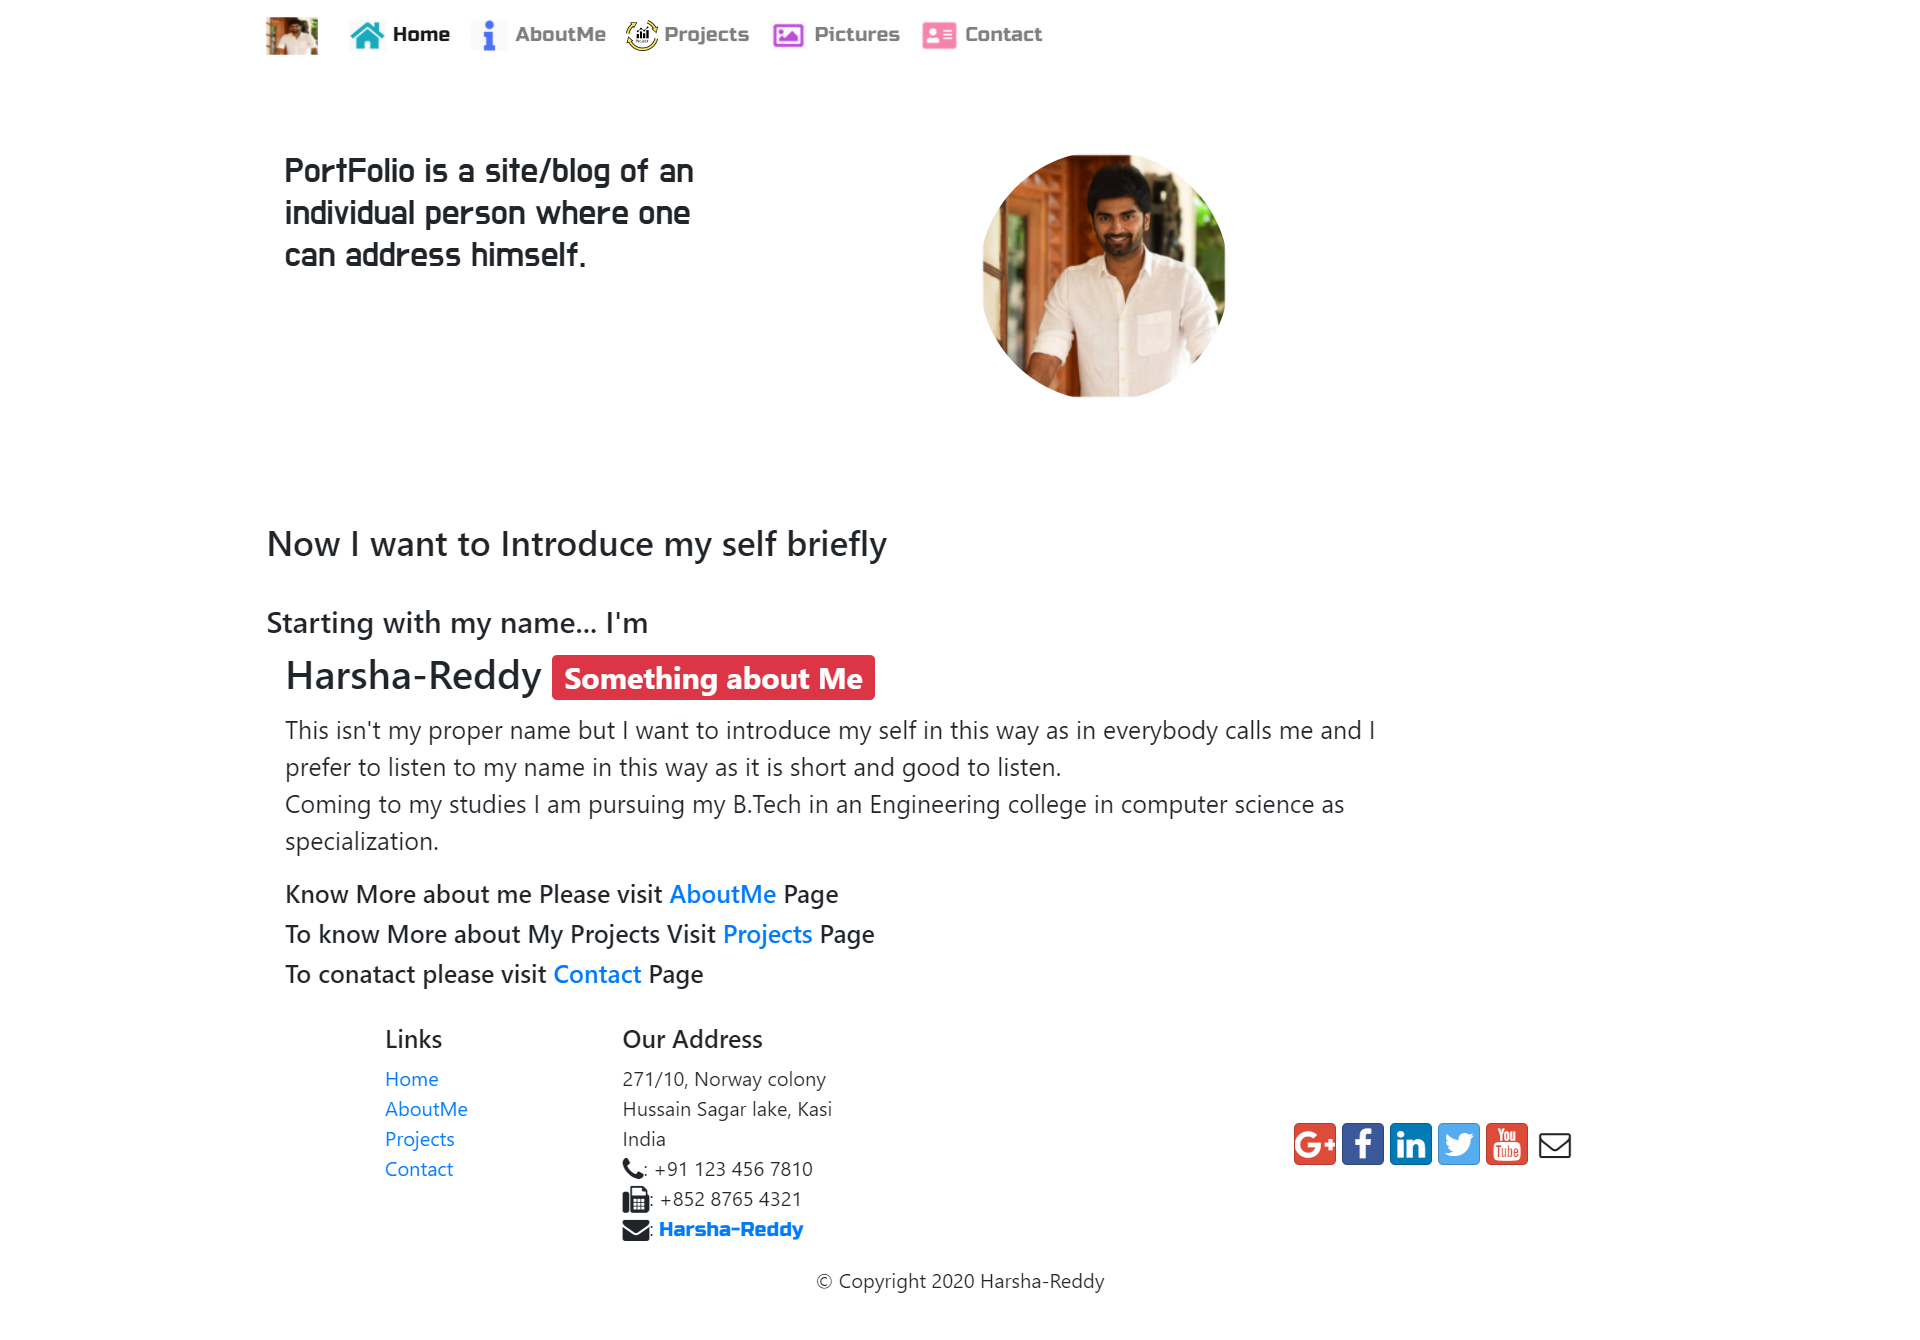 Home AboutMe Projects Pictures Contact
PortFolio is a site/blog of an
individual person where one
can address himself.
Now I want to Introduce my self briefly
Starting with my name... I'm
Harsha-Reddy Something about Me
This isn't my proper name but I want to introduce my self in this way as in everybody calls me and I
prefer to listen to my name in this way as it is short and good to listen.
Coming to my studies I am pursuing my B.Tech in an Engineering college in computer science as
specialization.
Know More about me Please visit AboutMe Page
To know More about My Projects Visit Projects Page
To conatact please visit Contact Page
Links
Home
AboutMe
Projects
Contact
Our Address
271/10, Norway colony
Hussain Sagar lake, Kasi
India
: +91 123 456 7810
: +852 8765 4321
: Harsha-Reddy
G+ f in You Tube
© Copyright 2020 Harsha-Reddy